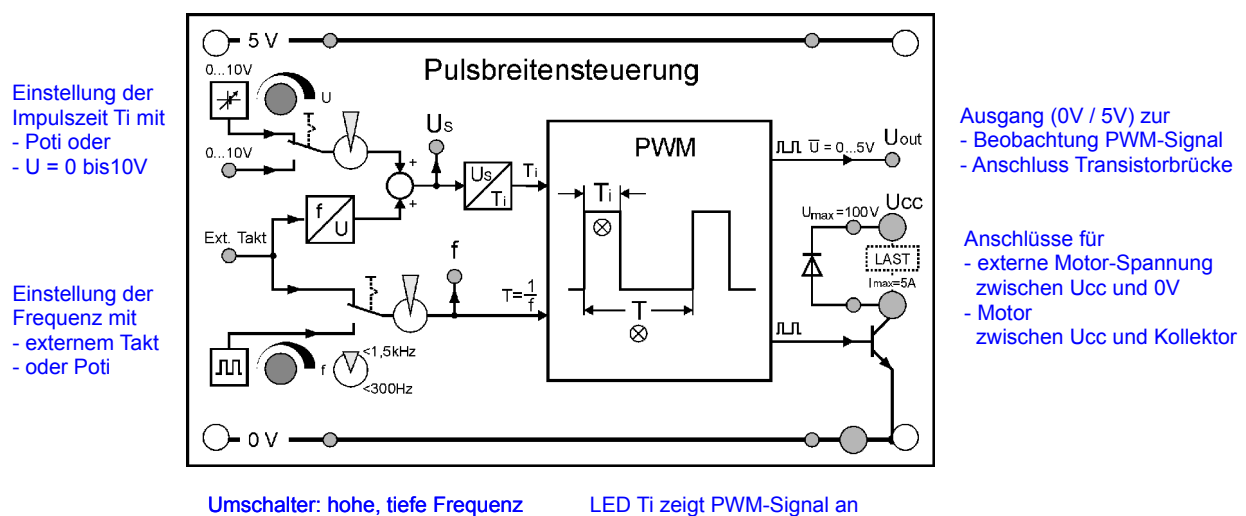 5 V
Pulsbreitensteuerung
0...10V
U
0...10V
Us
+
+
Us
Ti
Ti
f
U
Ext. Takt
f
T=1/f
<1,5kHz
f
<300Hz
PWM
Ti
T
U = 0...5V
Uout
Umax=100V
Ucc
LAST
Imax=5A
0 V
Einstellung der
Impulszeit Ti mit
- Poti oder
- U = 0 bis10V
Einstellung der
Frequenz mit
- externem Takt
- oder Poti
Ausgang (0V / 5V) zur
- Beobachtung PWM-Signal
- Anschluss Transistorbrücke
Anschlüsse für
- externe Motor-Spannung
zwischen Ucc und 0V
- Motor
zwischen Ucc und Kollektor
Umschalter: hohe, tiefe Frequenz
LED Ti zeigt PWM-Signal an